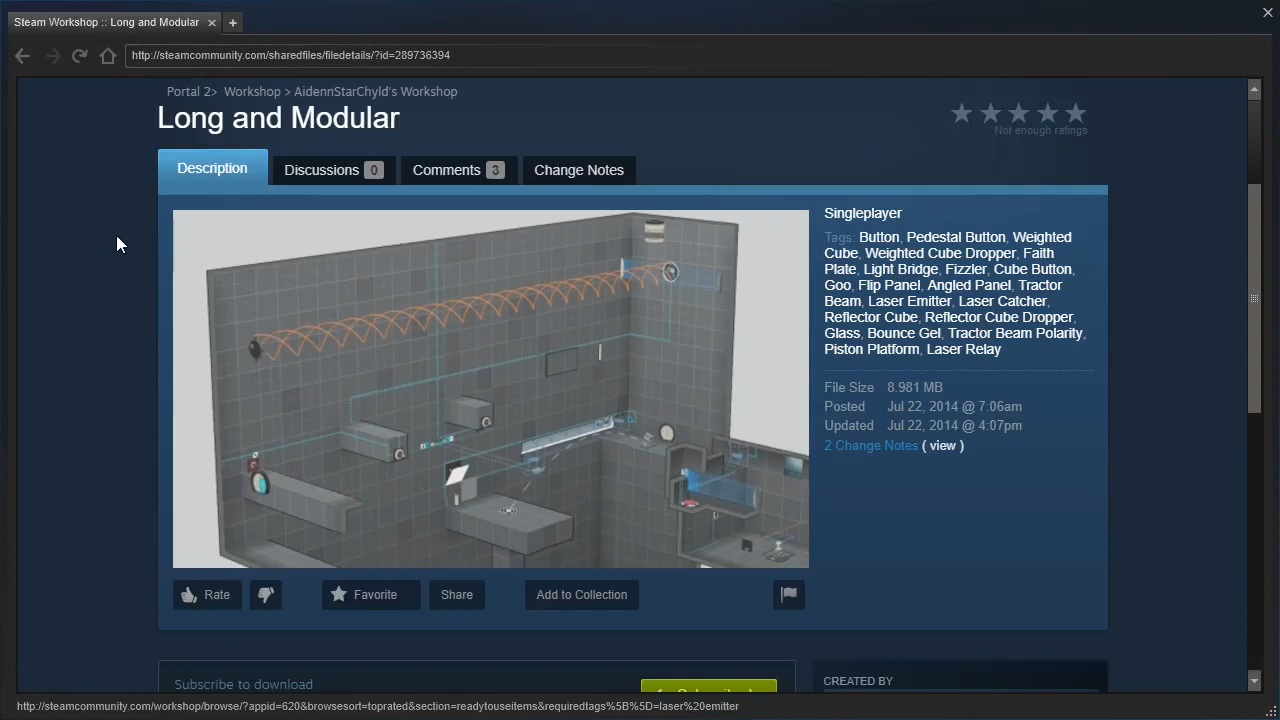 Steam Workshop :: Long and Modular
http://steamcommunity.com/sharedfiles/filedetails/?id=289736394
Portal 2> Workshop > AidennStarChyld's Workshop
Long and Modular
Not enough ratings
Description
Discussions 0
Comments 3
Change Notes
Singleplayer
Tags: Button, Pedestal Button, Weighted
Cube, Weighted Cube Dropper, Faith
Plate, Light Bridge, Fizzler, Cube Button,
Goo, Flip Panel, Angled Panel, Tractor
Beam, Laser Emitter, Laser Catcher,
Reflector Cube, Reflector Cube Dropper,
Glass, Bounce Gel, Tractor Beam Polarity,
Piston Platform, Laser Relay
File Size 8.981 MB
Posted Jul 22, 2014 @ 7:06am
Updated Jul 22, 2014 @ 4:07pm
2 Change Notes ( view )
Rate
Favorite
Share
Add to Collection
Subscribe to download
CREATED BY
http://steamcommunity.com/workshop/browse/?appid=620&browsesort=toprated&section=readytouseitems&requiredtags%5B%5D=laser%20emitter